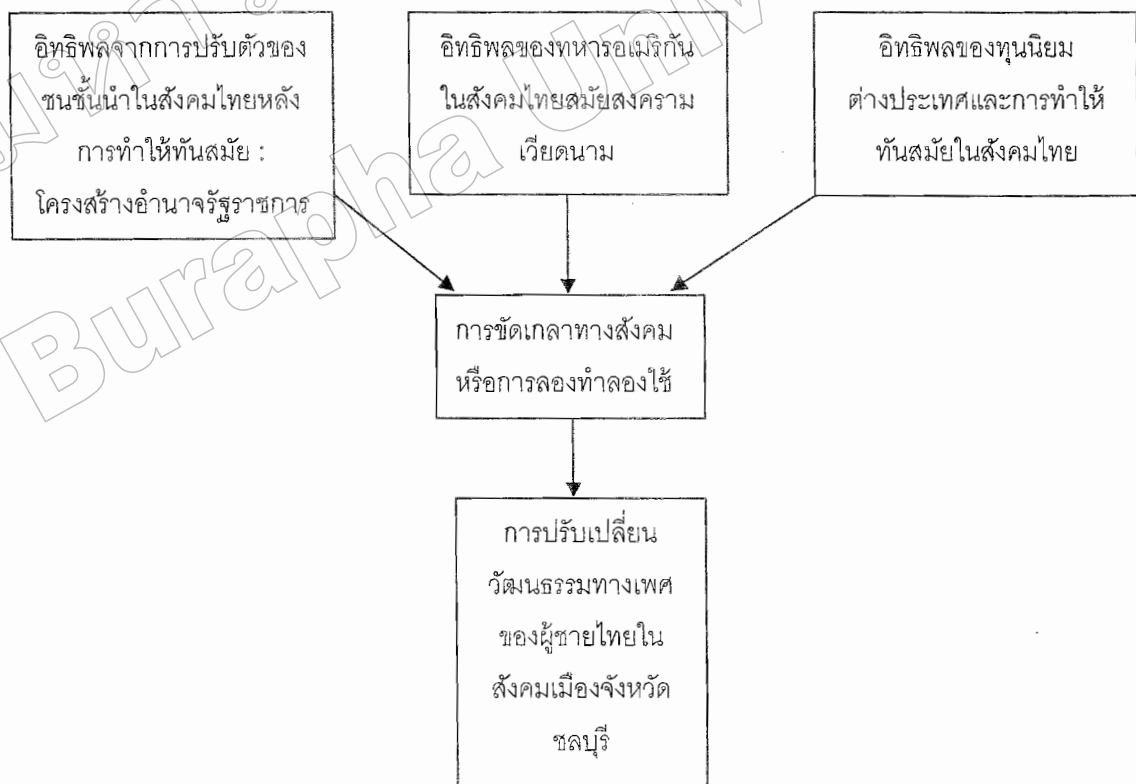 อิทธิพลจากการปรับตัวของ
ชนชั้นนำในสังคมไทยหลัง
การทำให้ทันสมัย :
โครงสร้างอำนาจรัฐราชการ
อิทธิพลของทหารอเมริกัน
ในสังคมไทยสมัยสงคราม
เวียดนาม
อิทธิพลของทุนนิยม
ต่างประเทศและการทำให้
ทันสมัยในสังคมไทย
การขัดเกลาทางสังคม
หรือการลองทำลองใช้
การปรับเปลี่ยน
วัฒนธรรมทางเพศ
ของผู้ชายไทยใน
สังคมเมืองจังหวัด
ชลบุรี
Burapha Univ